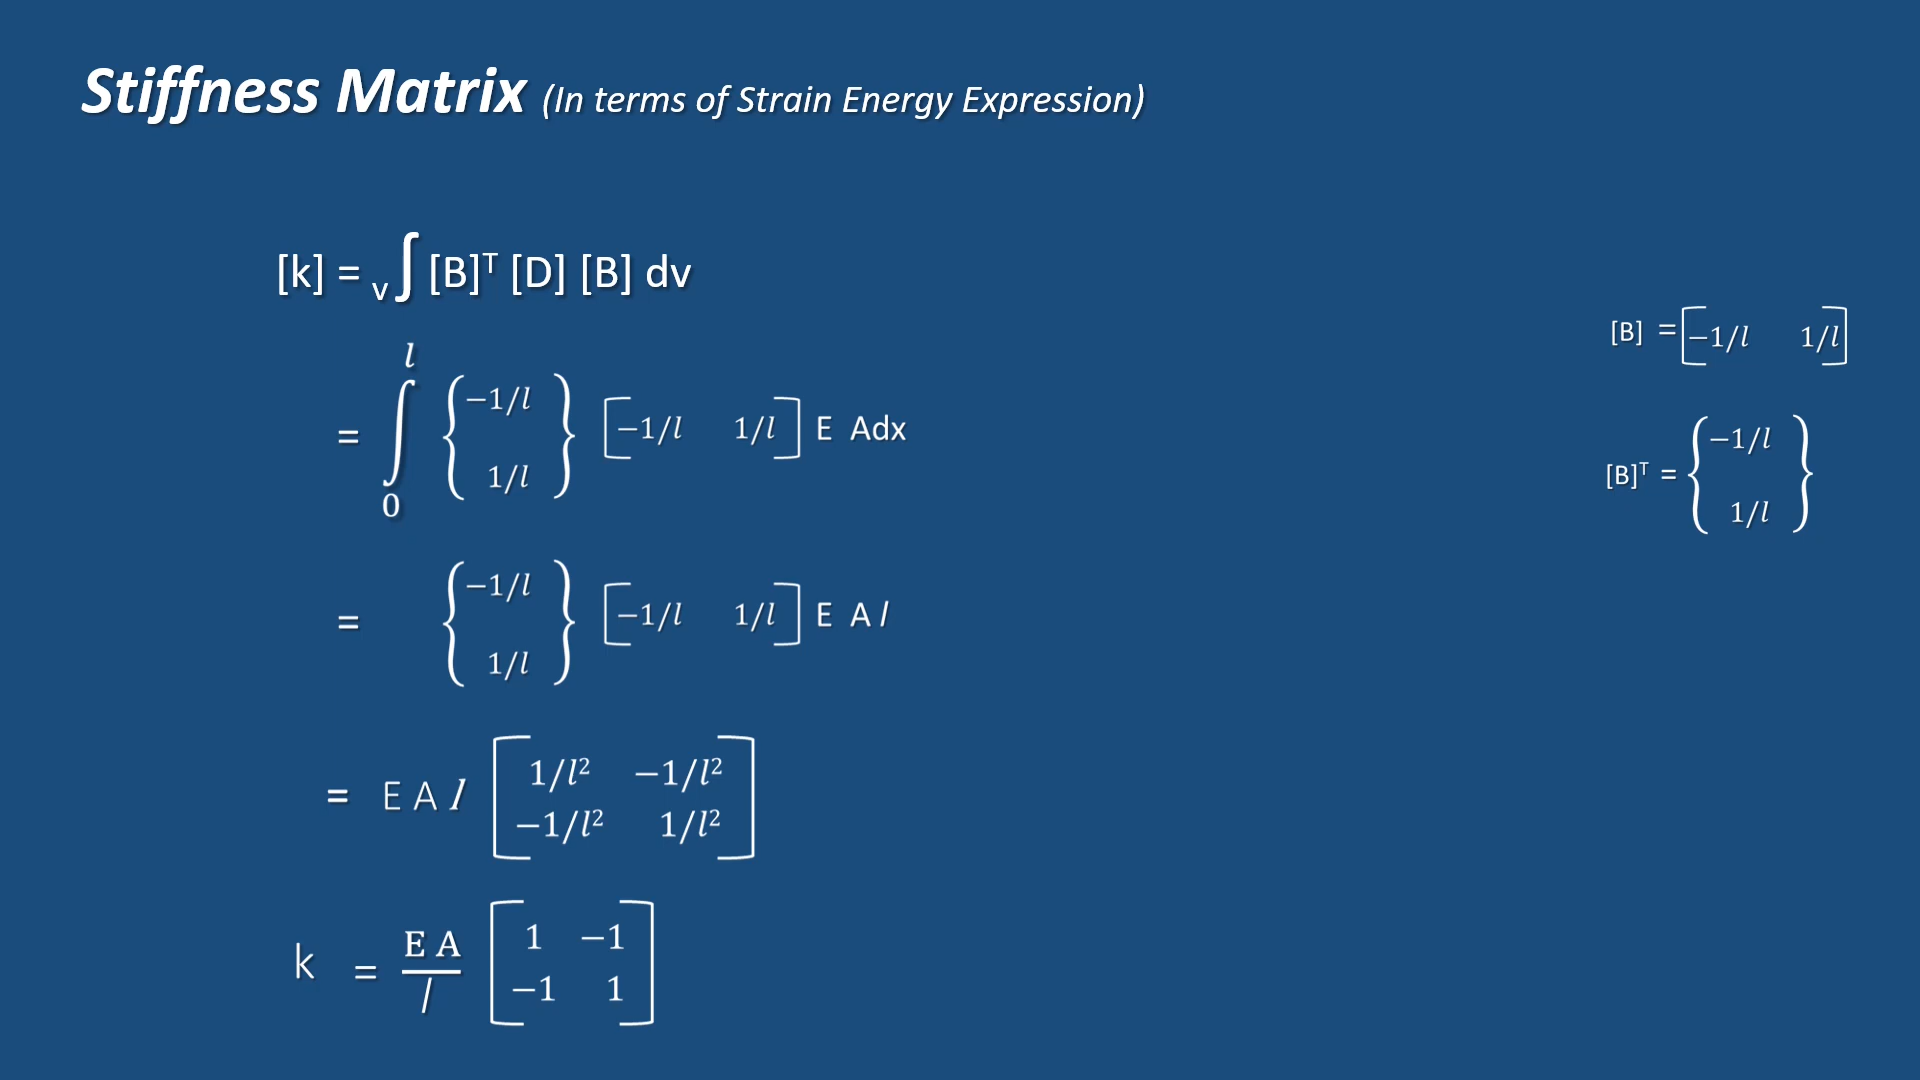 Stiffness Matrix (In terms of Strain Energy Expression)
[k] = v ∫ [B]ᵀ [D] [B] dv
l
= ∫ { −1/l 1/l } [ −1/l 1/l ] E Adx
0
= { −1/l 1/l } [ −1/l 1/l ] E A l
= E A l [ 1/l² −1/l²
−1/l² 1/l² ]
k = E A / l [ 1 −1
−1 1 ]
[B] = [ −1/l 1/l ]
[B]ᵀ = { −1/l
1/l }